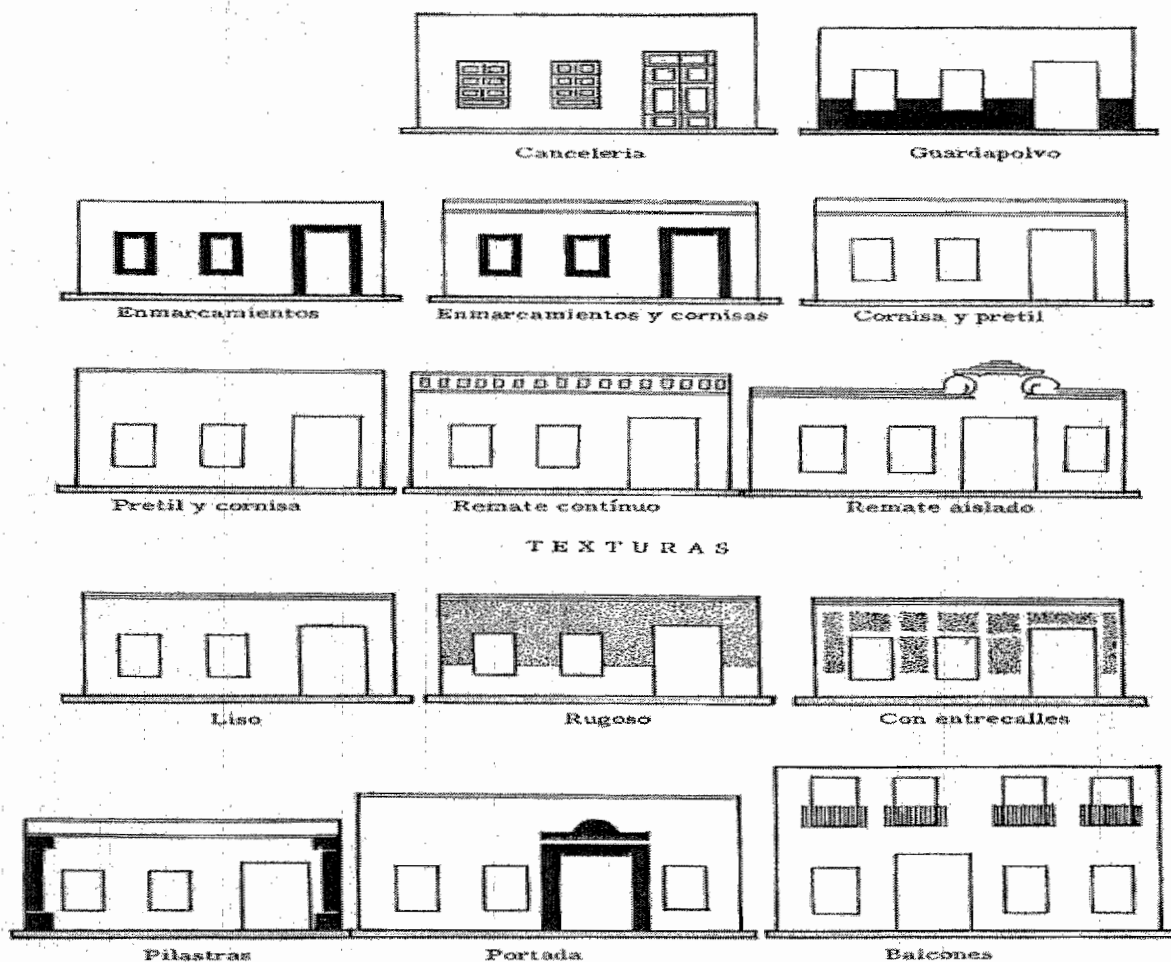 Canceleria
Guardapolvo
Enmarcamientos
Enmarcamientos y cornisas
Cornisa y pretil
Pretil y cornisa
Remate contínuo
Remate aislado
TEXTURAS
Liso
Rugoso
Con entrecalles
Pilastras
Portada
Balcones